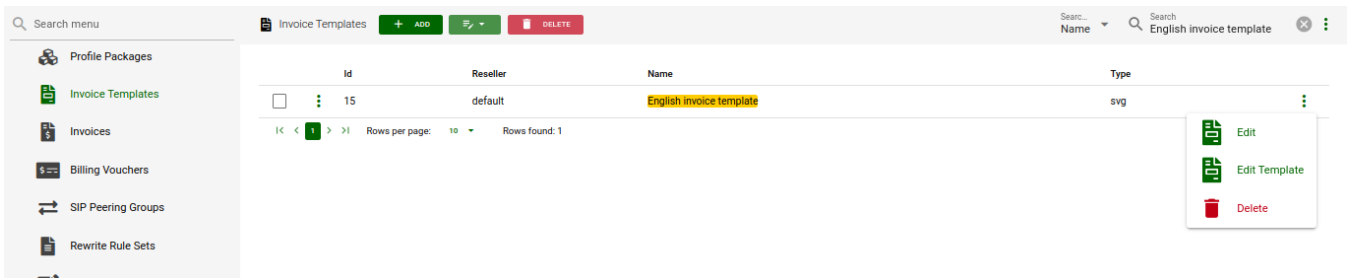 Search menu
Profile Packages
Invoice Templates
Invoices
Billing Vouchers
SIP Peering Groups
Rewrite Rule Sets
Invoice Templates
ADD
DELETE
Searc...
Name
Search
English invoice template
Id Reseller Name Type
15 default English invoice template svg
1 Rows per page: 10 Rows found: 1
Edit
Edit Template
Delete